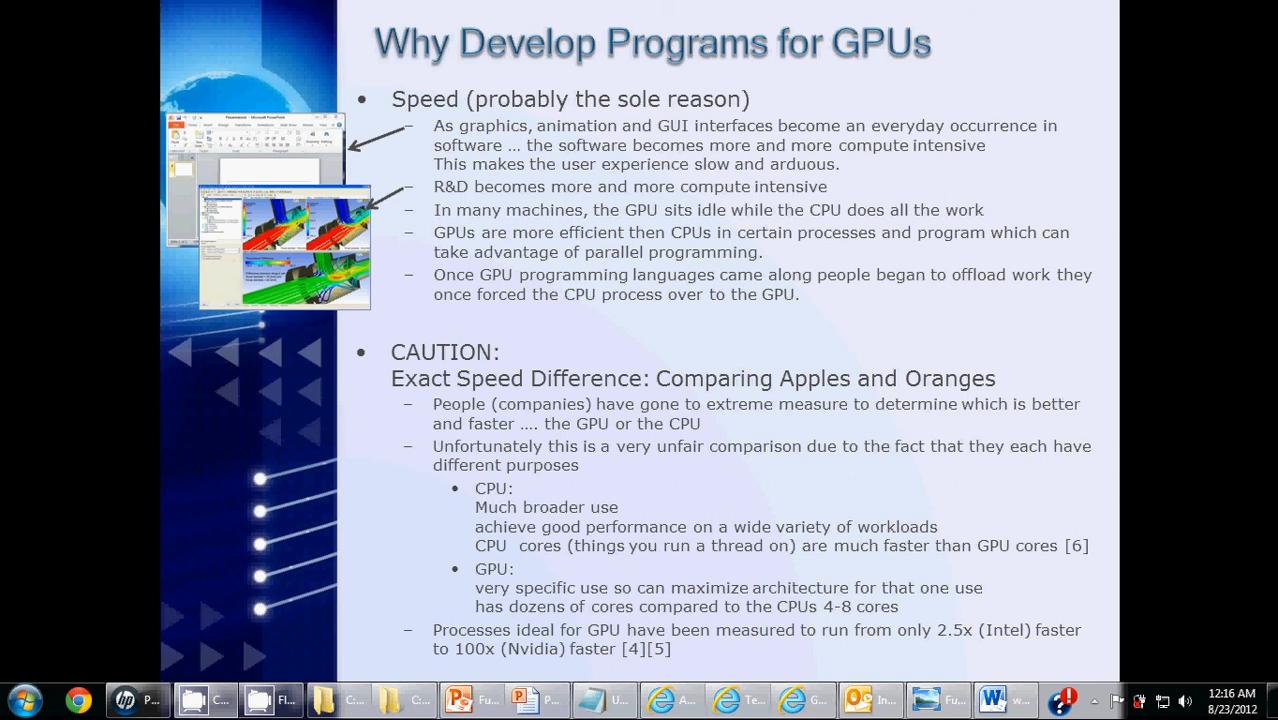 Why Develop Programs for GPUs
• Speed (probably the sole reason)
– As graphics, animation and GUI interfaces become an everyday occurrence in
software … the software becomes more and more compute intensive
This makes the user experience slow and arduous.
– R&D becomes more and more compute intensive
– In many machines, the GPU sits idle while the CPU does all the work
– GPUs are more efficient then CPUs in certain processes and program which can
take advantage of parallel programming.
– Once GPU programming languages came along people began to offload work they
once forced the CPU process over to the GPU.
• CAUTION:
Exact Speed Difference: Comparing Apples and Oranges
– People (companies) have gone to extreme measure to determine which is better
and faster …. the GPU or the CPU
– Unfortunately this is a very unfair comparison due to the fact that they each have
different purposes
• CPU:
Much broader use
achieve good performance on a wide variety of workloads
CPU cores (things you run a thread on) are much faster than GPU cores [6]
• GPU:
very specific use so can maximize architecture for that one use
has dozens of cores compared to the CPUs 4-8 cores
– Processes ideal for GPU have been measured to run from only 2.5x (Intel) faster
to 100x (Nvidia) faster [4][5]
P... C... Fl... C:... C:... Fu... P... U... A... Te... G... In... Fu... w...
12:16 AM
8/23/2012